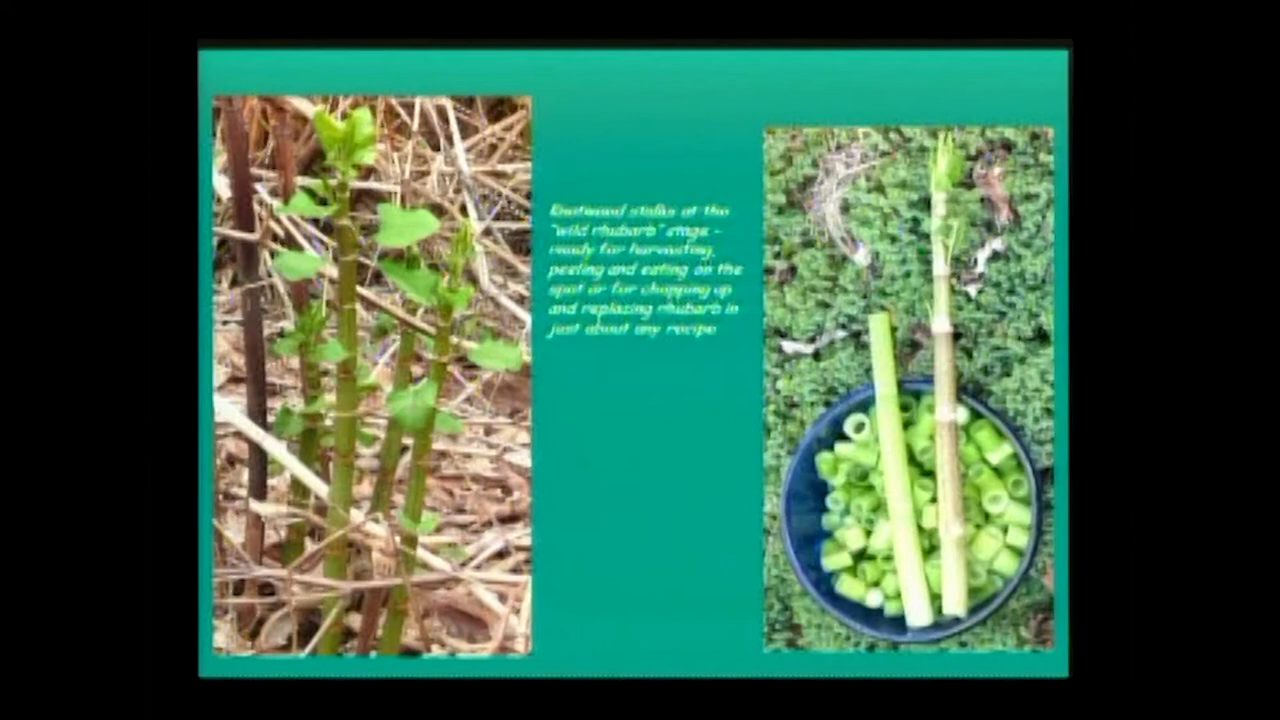 Knotweed stalks at the
"wild rhubarb" stage -
ready for harvesting,
peeling and eating on the
spot or for chopping up
and replacing rhubarb in
just about any recipe